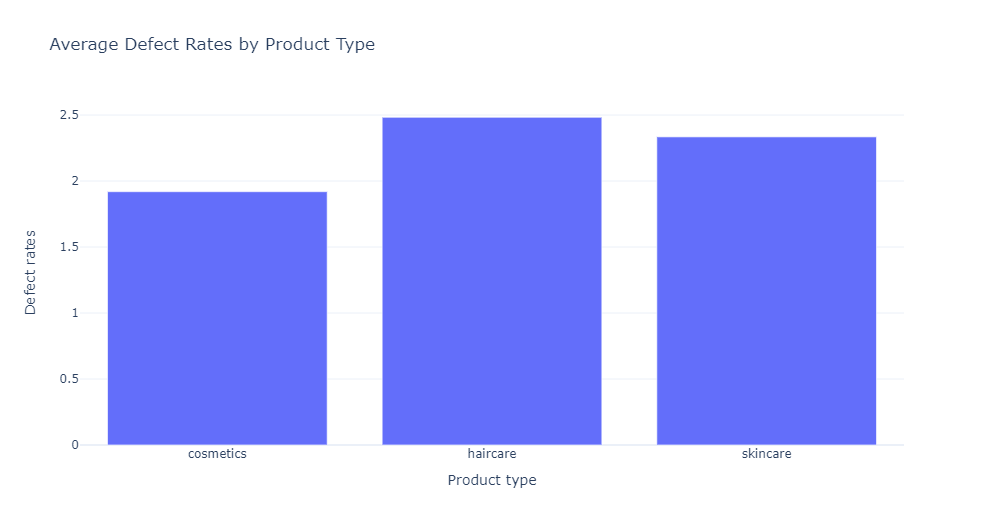 Average Defect Rates by Product Type
2.5
2
1.5
1
0.5
0
Defect rates
cosmetics
haircare
skincare
Product type